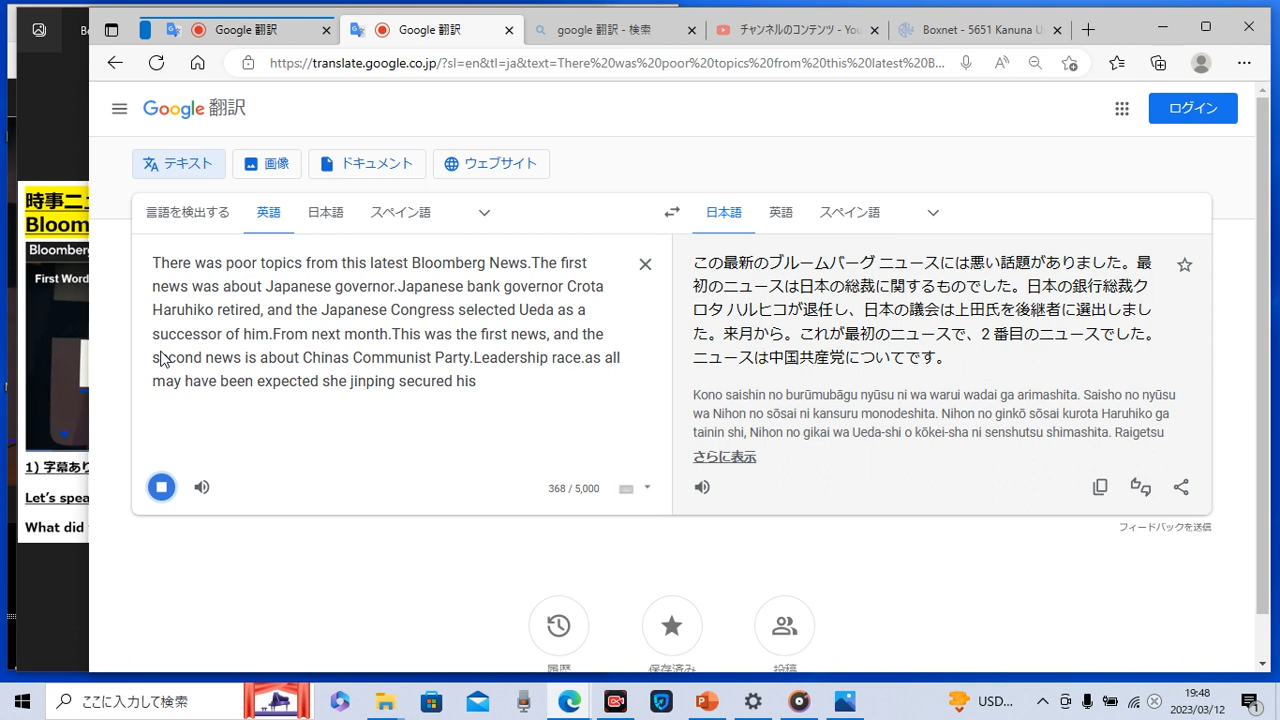 Google 翻訳
Google 翻訳
google 翻訳 - 検索
チャンネルのコンテンツ - You
Boxnet - 5651 Kanuna U
https://translate.google.co.jp/?sl=en&tl=ja&text=There%20was%20poor%20topics%20from%20this%20latest%20B...
Google 翻訳
ログイン
テキスト
画像
ドキュメント
ウェブサイト
言語を検出する
英語
日本語
スペイン語
日本語
英語
スペイン語
There was poor topics from this latest Bloomberg News.The first
news was about Japanese governor.Japanese bank governor Crota
Haruhiko retired, and the Japanese Congress selected Ueda as a
successor of him.From next month.This was the first news, and the
second news is about Chinas Communist Party.Leadership race.as all
may have been expected she jinping secured his
368 / 5,000
この最新のブルームバーグ ニュースには悪い話題がありました。最
初のニュースは日本の総裁に関するものでした。日本の銀行総裁ク
ロタ ハルヒコが退任し、日本の議会は上田氏を後継者に選出しまし
た。来月から。これが最初のニュースで、2 番目のニュースでした。
ニュースは中国共産党についてです。
Kono saishin no burūmubāgu nyūsu ni wa warui wadai ga arimashita. Saisho no nyūsu
wa Nihon no sōsai ni kansuru monodeshita. Nihon no ginkō sōsai kurota Haruhiko ga
tainin shi, Nihon no gikai wa Ueda-shi o kōkei-sha ni senshutsu shimashita. Raigetsu
さらに表示
フィードバックを送信
履歴
保存済み
投稿
時事ニ
Bloom
Bloomberg
First Word
1) 字幕あり
Let's spea
What did
ここに入力して検索
USD...
19:48
2023/03/12
1